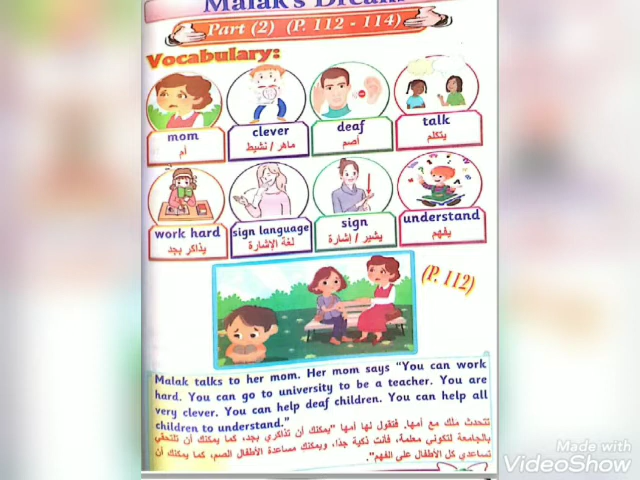 Malak's Dream
Part (2) (P. 112 - 114)
Vocabulary:
mom
أم
clever
ماهر / نشيط
deaf
أصم
talk
يتكلم
work hard
يذاكر بجد
sign language
لغة الإشارة
sign
يشير / إشارة
understand
يفهم
(P. 112)
Malak talks to her mom. Her mom says "You can work
hard. You can go to university to be a teacher. You are
very clever. You can help deaf children. You can help all
children to understand."
تتحدث ملك مع أمها. فتقول لها أمها "يمكنك أن تذاكري بجد، كما يمكنك أن تلتحقي
بالجامعة لتكوني معلمة، فأنت ذكية جدًا، ويمكنك مساعدة الأطفال الصم، كما يمكنك أن
تساعدي كل الأطفال على الفهم".
Made with
VideoShow